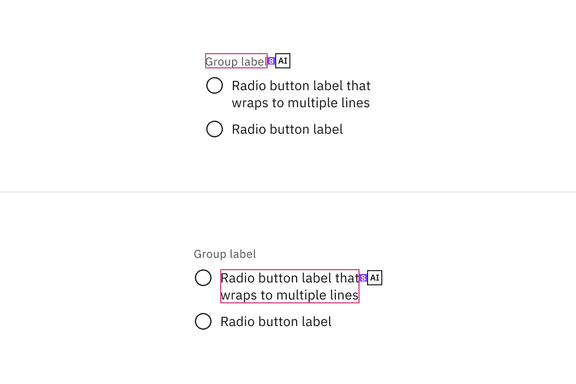 Group label 8 AI
Radio button label that
wraps to multiple lines
Radio button label
Group label
Radio button label that 8 AI
wraps to multiple lines
Radio button label